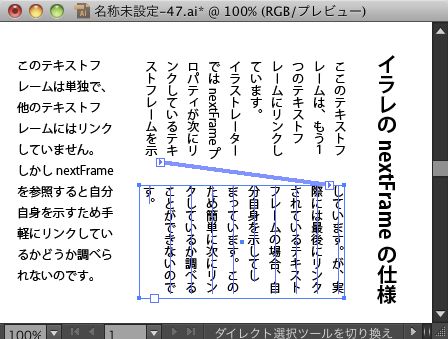 名称未設定-47.ai* @ 100% (RGB/プレビュー)
イラレの nextFrame の仕様
ここのテキストフ
レームは、もう1
つのテキストフ
レームにリンクし
ています。
イラストレーター
では nextFrame プ
ロパティが次にリ
ンクしているテキ
ストフレームを示
しています。が、実
際には最後にリンク
されているテキスト
フレームの場合、自
分自身を示してし
まっています。この
ため簡単に次にリン
クしているか調べる
ことができないので
す。
このテキストフ
レームは単独で、
他のテキストフ
レームにはリンク
していません。
しかし nextFrame
を参照すると自分
自身を示すため手
軽にリンクしてい
るかどうか調べら
れないのです。
100%
1
ダイレクト選択ツールを切り換え